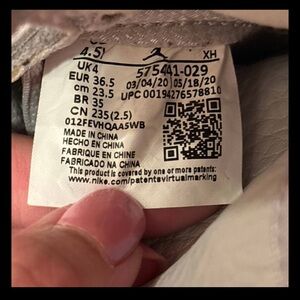 4.5Y XH
UK4 575441-029
EUR 36.5 03/04/20 05/18/20
cm 23.5 UPC 00194276578810
BR 35
CN 235(2.5)
012FEVHQAA5WB
MADE IN CHINA
HECHO EN CHINA
FABRIQUE EN CHINE
FABRICADO NA CHINA
This product is covered by one or more patents:
www.nike.com/patentsvirtualmarking